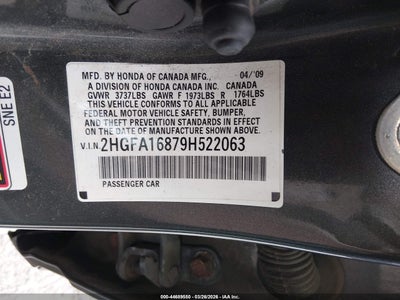 MFD. BY HONDA OF CANADA MFG., 04/'09
A DIVISION OF HONDA CANADA INC. CANADA
GVWR 3737LBS GAWR F 1973LBS R 1764LBS
THIS VEHICLE CONFORMS TO ALL APPLICABLE
FEDERAL MOTOR VEHICLE SAFETY, BUMPER,
AND THEFT PREVENTION STANDARDS IN EFFECT
ON THE DATE OF MANUFACTURE SHOWN ABOVE.
V.I.N. 2HGFA16879H522063
PASSENGER CAR
SNE E2
000-44609550 - 03/26/2026 - IAA Inc.